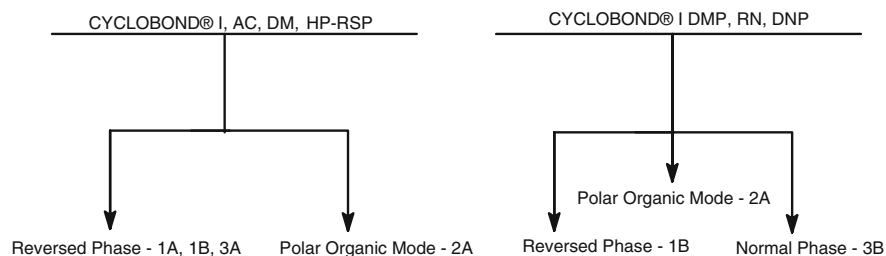 CYCLOBOND® I, AC, DM, HP-RSP
Reversed Phase - 1A, 1B, 3A
Polar Organic Mode - 2A
CYCLOBOND® I DMP, RN, DNP
Polar Organic Mode - 2A
Reversed Phase - 1B
Normal Phase - 3B